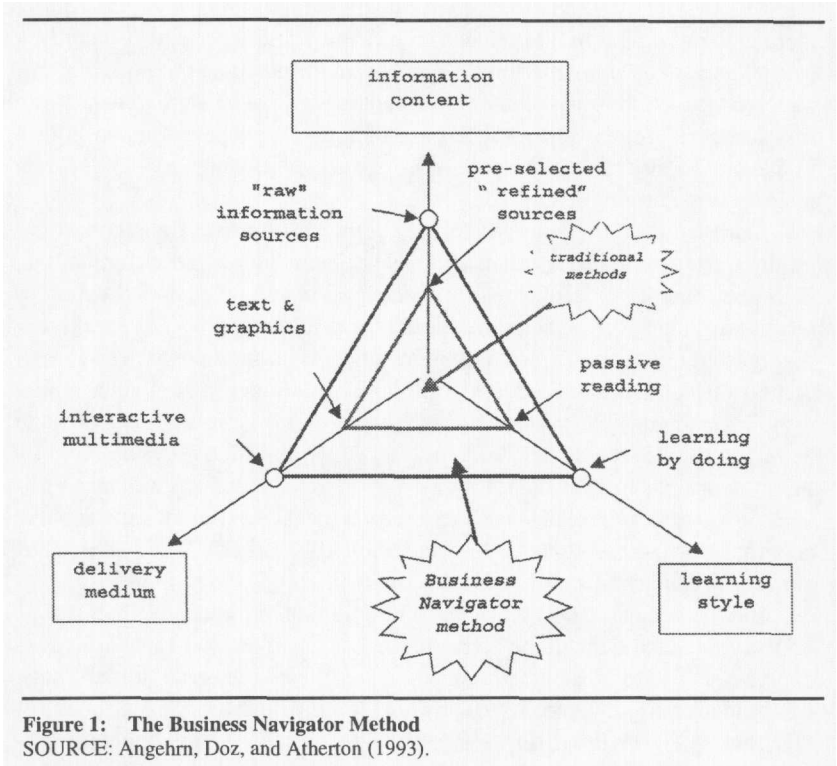 information
content
pre-selected
“ refined”
sources
"raw"
information
sources
traditional
methods
text &
graphics
passive
reading
interactive
multimedia
learning
by doing
delivery
medium
Business
Navigator
method
learning
style
Figure 1: The Business Navigator Method
SOURCE: Angehrn, Doz, and Atherton (1993).